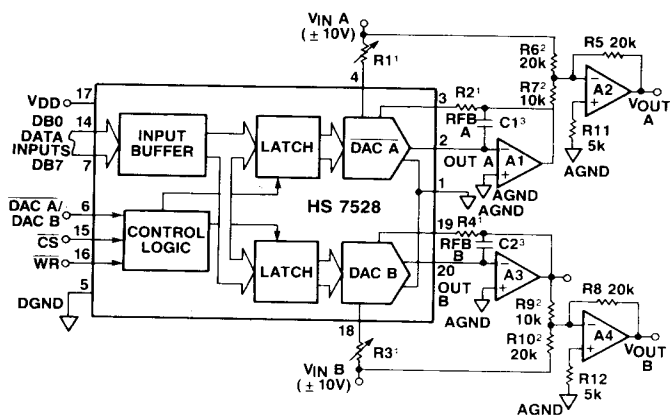 VIN A
(± 10V)
R1¹
R6²
20k
R5 20k
R7²
10k
A2
VOUT
A
R11
5k
AGND
4
17
VDD
14
DB0
DATA
INPUTS
DB7
7
INPUT
BUFFER
LATCH
DAC A
3
R2¹
RFB
A
C1³
2
OUT A
A1
AGND
AGND
1
DAC A/
DAC B
6
CS
15
WR
16
5
DGND
CONTROL
LOGIC
HS 7528
LATCH
DAC B
19
R4¹
RFB
B
C2³
20
OUT
B
A3
AGND
18
R3¹
VIN B
(± 10V)
R9²
10k
R10²
20k
R8 20k
A4
VOUT
B
R12
5k
AGND